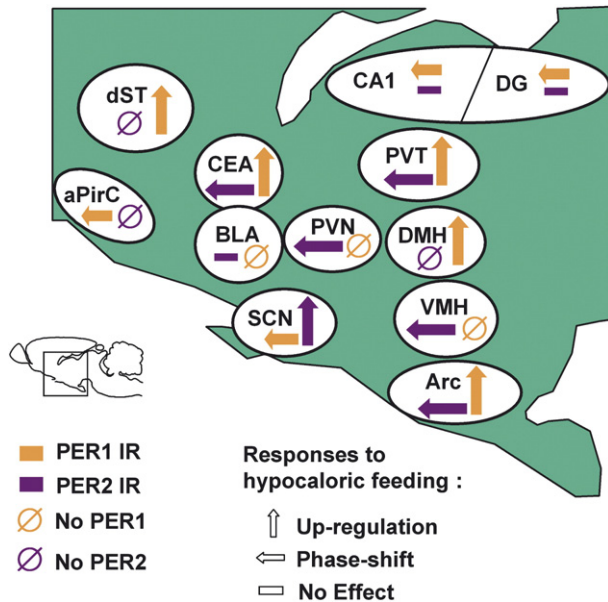 dST
CA1
DG
CEA
PVT
aPirC
BLA
PVN
DMH
SCN
VMH
Arc
PER1 IR
PER2 IR
No PER1
No PER2
Responses to
hypocaloric feeding :
Up-regulation
Phase-shift
No Effect